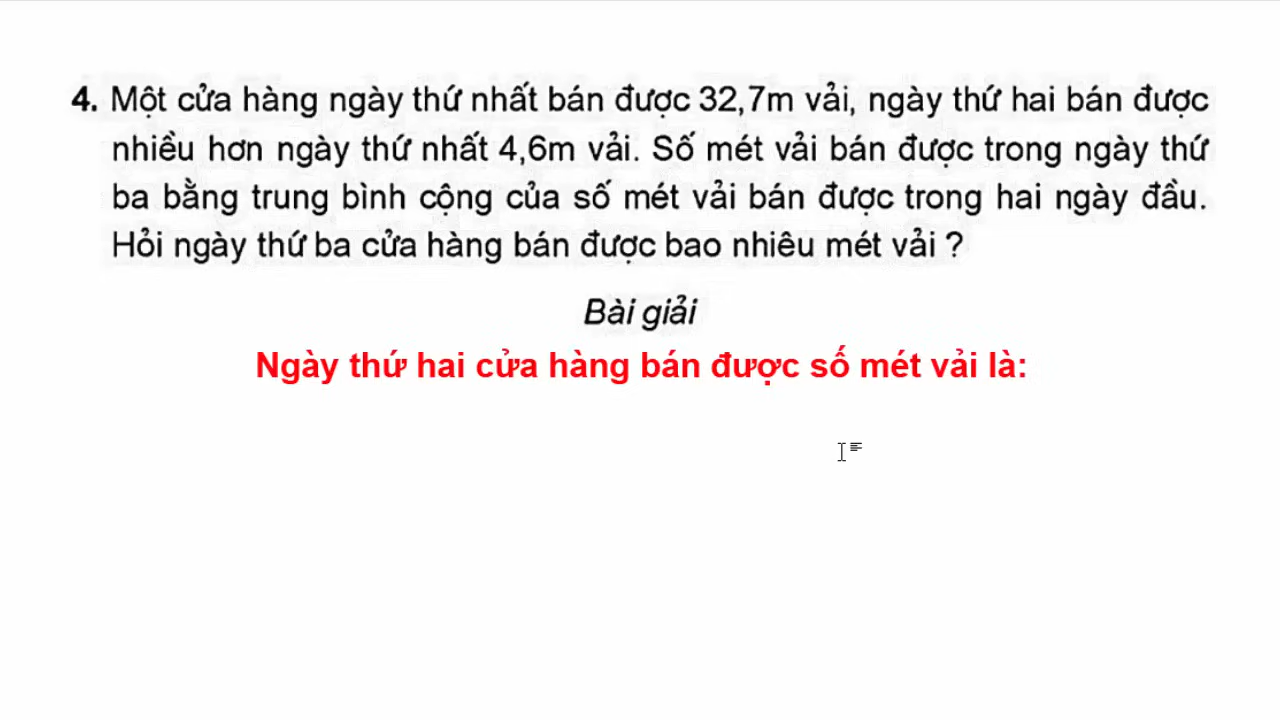 4. Một cửa hàng ngày thứ nhất bán được 32,7m vải, ngày thứ hai bán được
nhiều hơn ngày thứ nhất 4,6m vải. Số mét vải bán được trong ngày thứ
ba bằng trung bình cộng của số mét vải bán được trong hai ngày đầu.
Hỏi ngày thứ ba cửa hàng bán được bao nhiêu mét vải ?
Bài giải
Ngày thứ hai cửa hàng bán được số mét vải là: